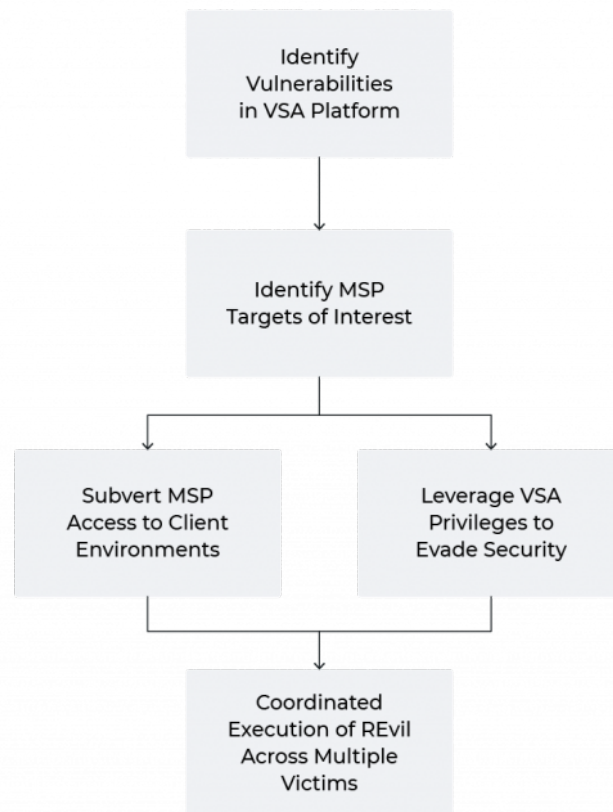 Identify
Vulnerabilities
in VSA Platform
Identify MSP
Targets of Interest
Subvert MSP
Access to Client
Environments
Leverage VSA
Privileges to
Evade Security
Coordinated
Execution of REvil
Across Multiple
Victims